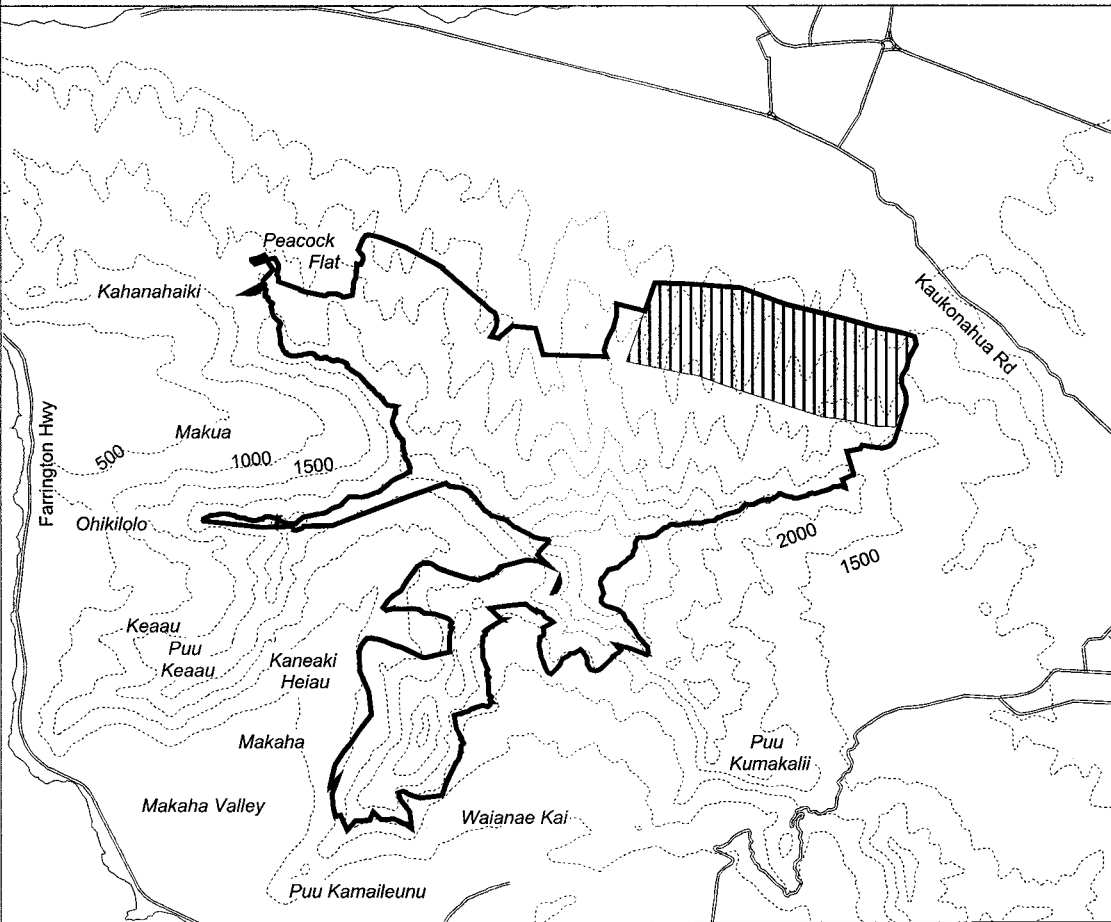 Peacock
Flat
Kahanahaiki
Kaukonahua Rd
Farrington Hwy
Makua
500
1000
1500
Ohikilolo
2000
1500
Keaau
Puu
Keaau
Kaneaki
Heiau
Makaha
Puu
Kumakalii
Makaha Valley
Waianae Kai
Puu Kamaileunu